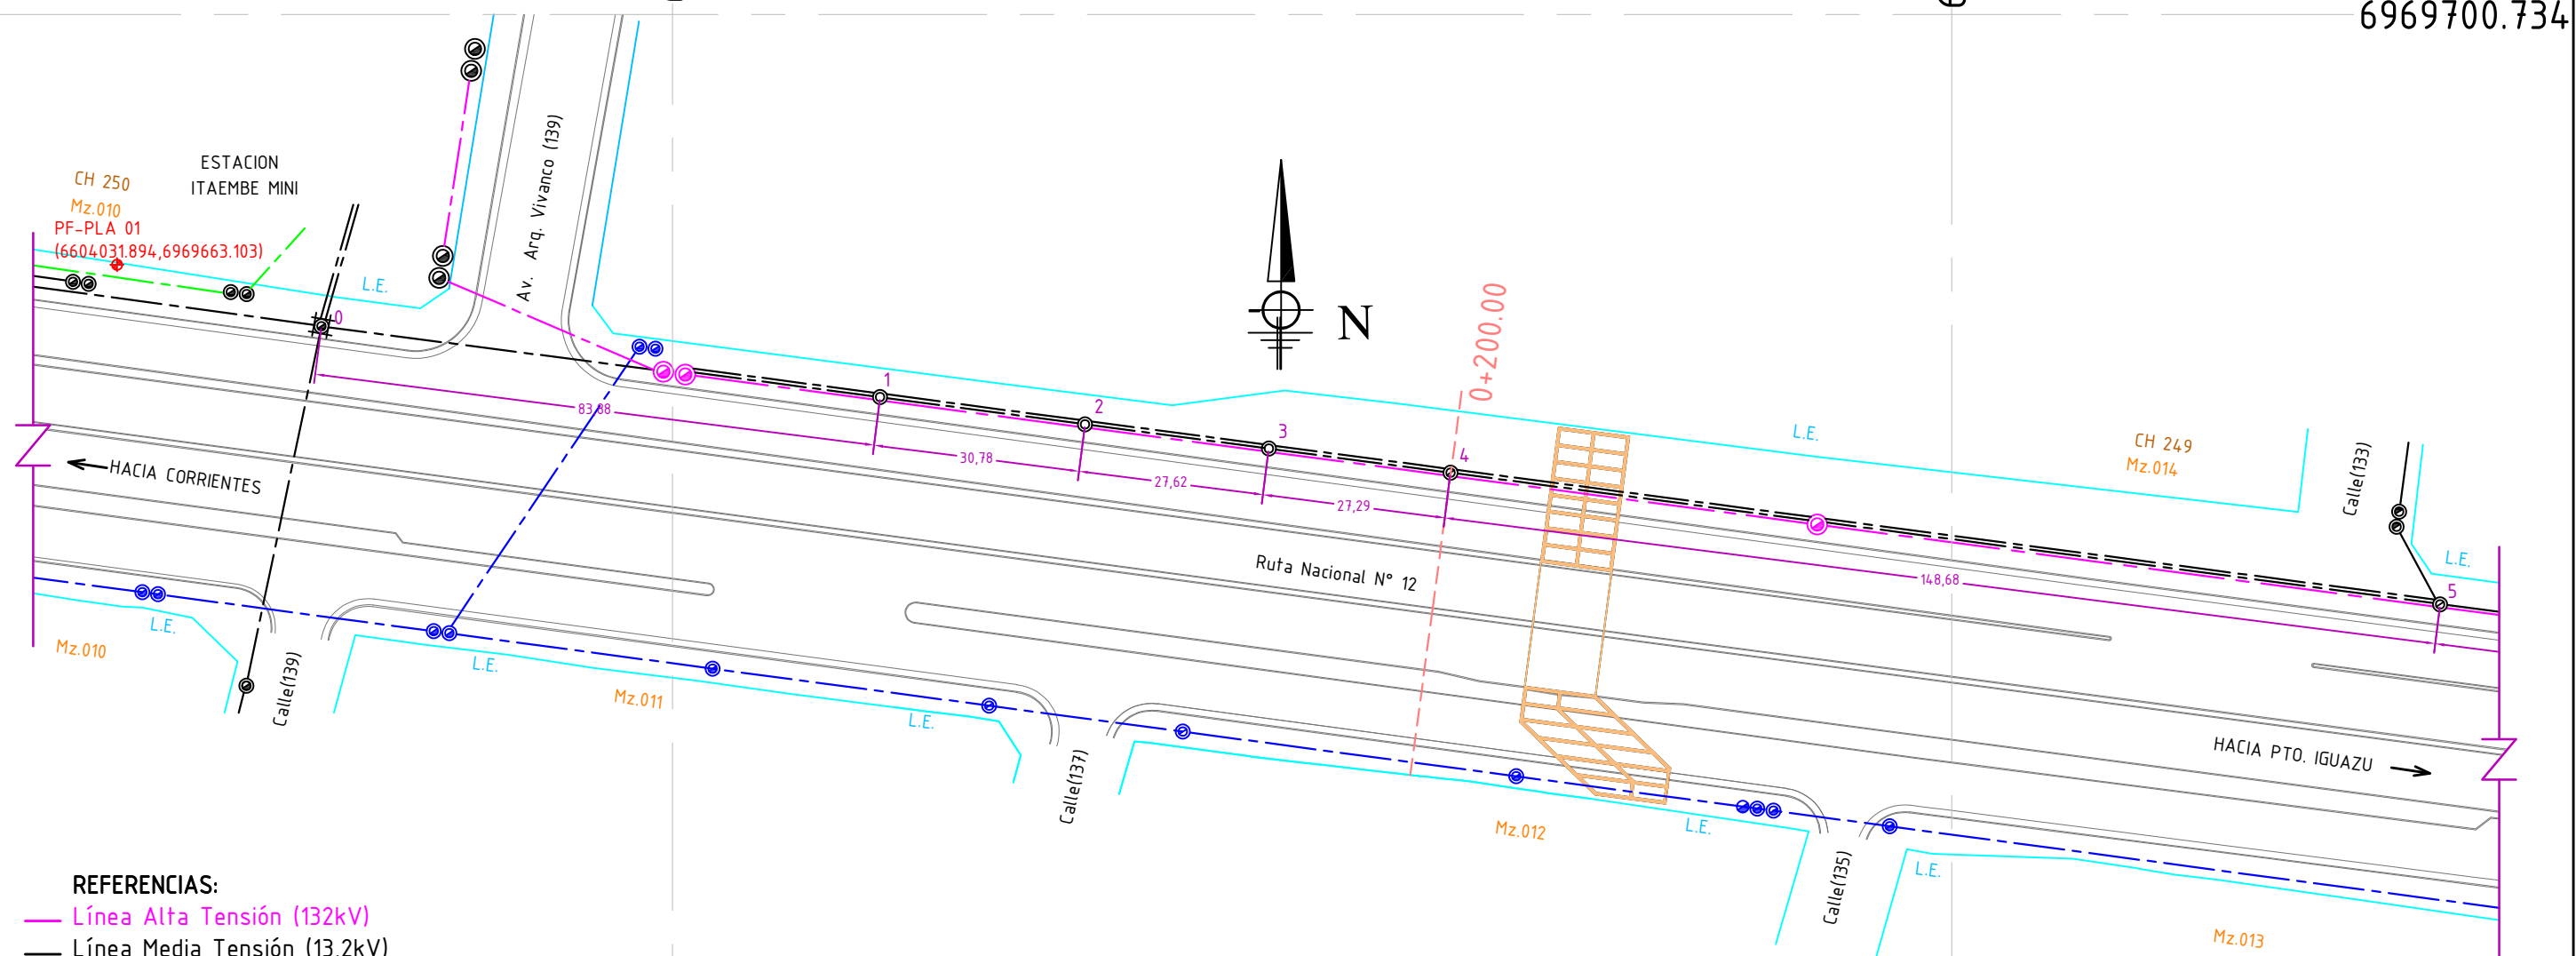 6969700.734
ESTACION
ITAEMBE MINI
CH 250
Mz.010
PF-PLA 01
(6604031.894,6969663.103)
L.E.
Av. Arq. Vivanco (139)
N
0+200.00
0
1
2
3
4
5
83,88
30,78
27,62
27,29
148,68
L.E.
CH 249
Mz.014
Calle(133)
L.E.
HACIA CORRIENTES
Ruta Nacional N° 12
HACIA PTO. IGUAZU
L.E.
Mz.010
Calle(139)
L.E.
Mz.011
L.E.
Calle(137)
Mz.012
L.E.
Calle(135)
L.E.
Mz.013
REFERENCIAS:
Línea Alta Tensión (132kV)
Línea Media Tensión (13.2kV)